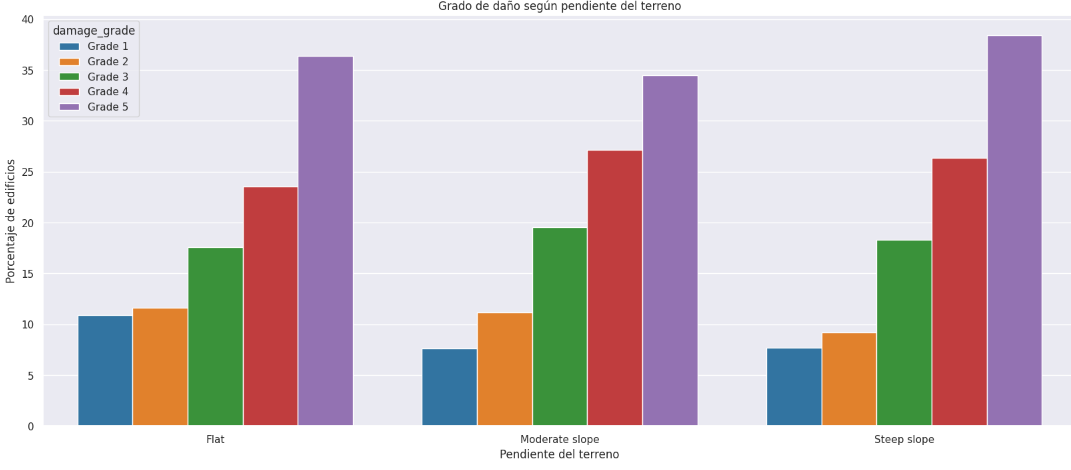 Grado de daño según pendiente del terreno
damage_grade
Grade 1
Grade 2
Grade 3
Grade 4
Grade 5
Porcentaje de edificios
40
35
30
25
20
15
10
5
0
Flat
Moderate slope
Steep slope
Pendiente del terreno